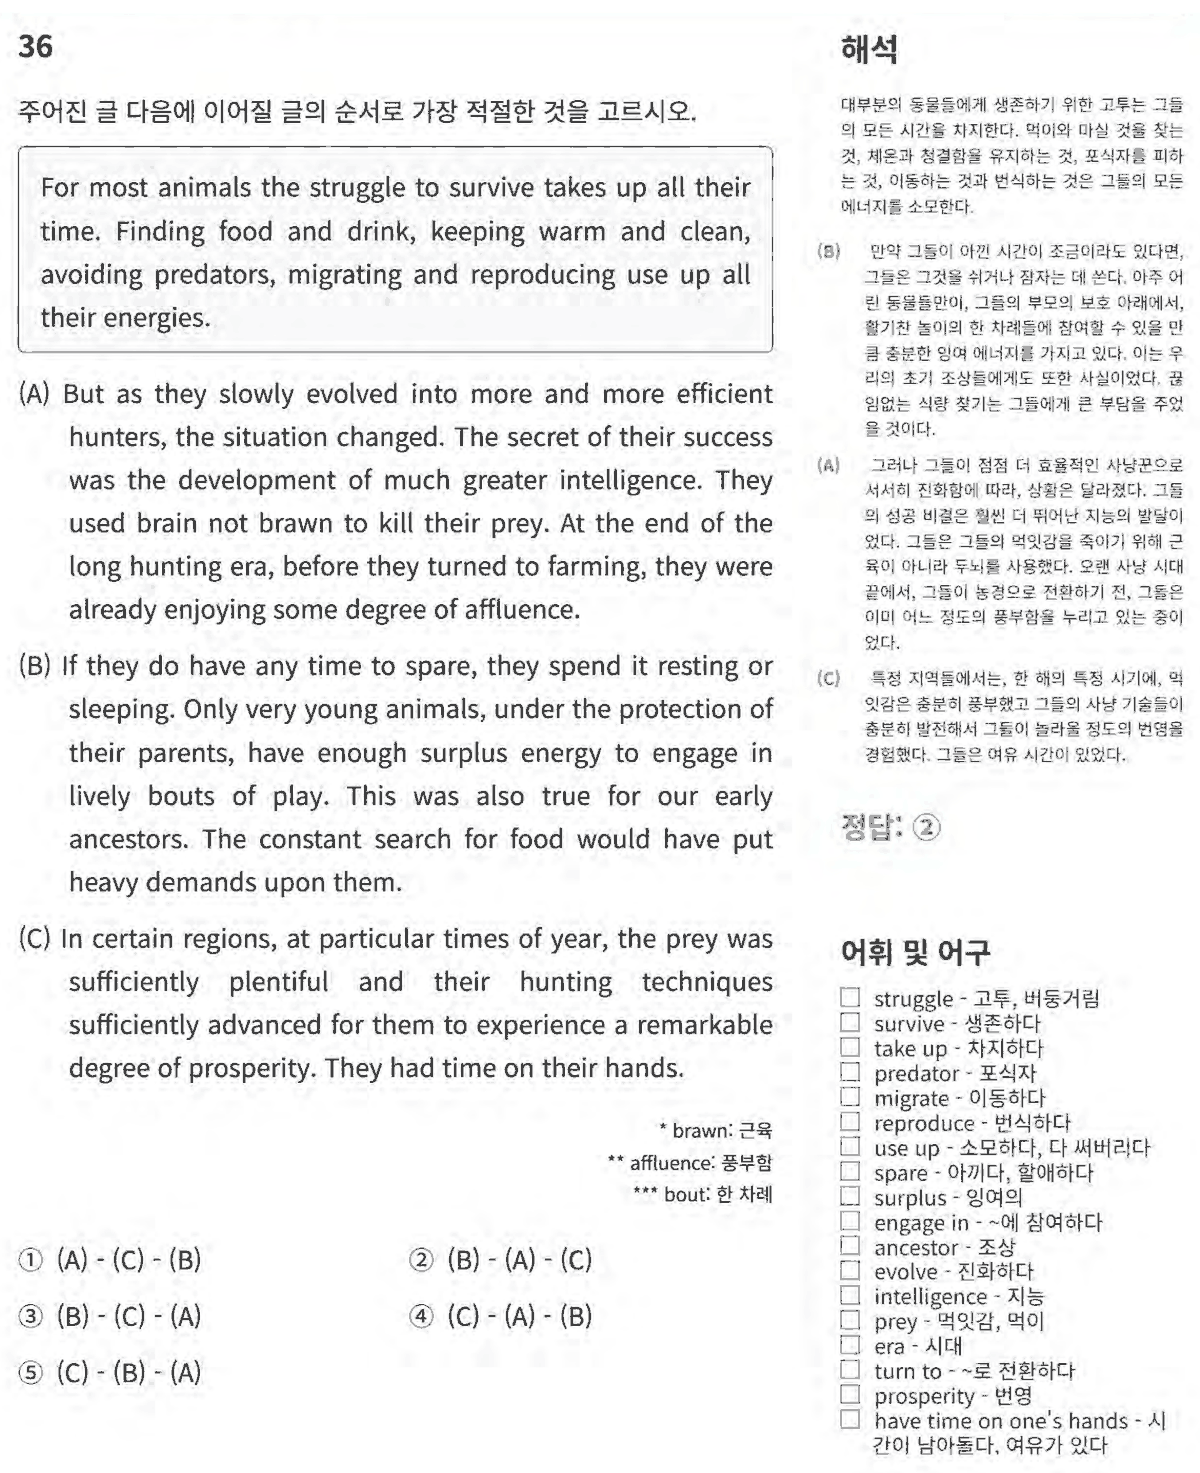 36
주어진 글 다음에 이어질 글의 순서로 가장 적절한 것을 고르시오.
For most animals the struggle to survive takes up all their
time. Finding food and drink, keeping warm and clean,
avoiding predators, migrating and reproducing use up all
their energies.
(A) But as they slowly evolved into more and more efficient
hunters, the situation changed. The secret of their success
was the development of much greater intelligence. They
used brain not brawn to kill their prey. At the end of the
long hunting era, before they turned to farming, they were
already enjoying some degree of affluence.
(B) If they do have any time to spare, they spend it resting or
sleeping. Only very young animals, under the protection of
their parents, have enough surplus energy to engage in
lively bouts of play. This was also true for our early
ancestors. The constant search for food would have put
heavy demands upon them.
(C) In certain regions, at particular times of year, the prey was
sufficiently plentiful and their hunting techniques
sufficiently advanced for them to experience a remarkable
degree of prosperity. They had time on their hands.
* brawn: 근육
** affluence: 풍부함
*** bout: 한 차례
① (A) - (C) - (B)
② (B) - (A) - (C)
③ (B) - (C) - (A)
④ (C) - (A) - (B)
⑤ (C) - (B) - (A)
해석
대부분의 동물들에게 생존하기 위한 고투는 그들
의 모든 시간을 차지한다. 먹이와 마실 것을 찾는
것, 체온과 청결함을 유지하는 것, 포식자를 피하
는 것, 이동하는 것과 번식하는 것은 그들의 모든
에너지를 소모한다.
(B) 만약 그들이 아낀 시간이 조금이라도 있다면,
그들은 그것을 쉬거나 잠자는 데 쓴다. 아주 어
린 동물들만이, 그들의 부모의 보호 아래에서,
활기찬 놀이의 한 차례들에 참여할 수 있을 만
큼 충분한 잉여 에너지를 가지고 있다. 이는 우
리의 초기 조상들에게도 또한 사실이었다. 끊
임없는 식량 찾기는 그들에게 큰 부담을 주었
을 것이다.
(A) 그러나 그들이 점점 더 효율적인 사냥꾼으로
서서히 진화함에 따라, 상황은 달라졌다. 그들
의 성공 비결은 훨씬 더 뛰어난 지능의 발달이
었다. 그들은 그들의 먹잇감을 죽이기 위해 근
육이 아니라 두뇌를 사용했다. 오랜 사냥 시대
끝에서, 그들이 농경으로 전환하기 전, 그들은
이미 어느 정도의 풍부함을 누리고 있는 중이
었다.
(C) 특정 지역들에서는, 한 해의 특정 시기에, 먹
잇감은 충분히 풍부했고 그들의 사냥 기술들이
충분히 발전해서 그들이 놀라울 정도의 번영을
경험했다. 그들은 여유 시간이 있었다.
정답: ②
어휘 및 어구
□ struggle - 고투, 버둥거림
□ survive - 생존하다
□ take up - 차지하다
□ predator - 포식자
□ migrate - 이동하다
□ reproduce - 번식하다
□ use up - 소모하다, 다 써버리다
□ spare - 아끼다, 할애하다
□ surplus - 잉여의
□ engage in - ~에 참여하다
□ ancestor - 조상
□ evolve - 진화하다
□ intelligence - 지능
□ prey - 먹잇감, 먹이
□ era - 시대
□ turn to - ~로 전환하다
□ prosperity - 번영
□ have time on one's hands - 시
간이 남아돌다, 여유가 있다